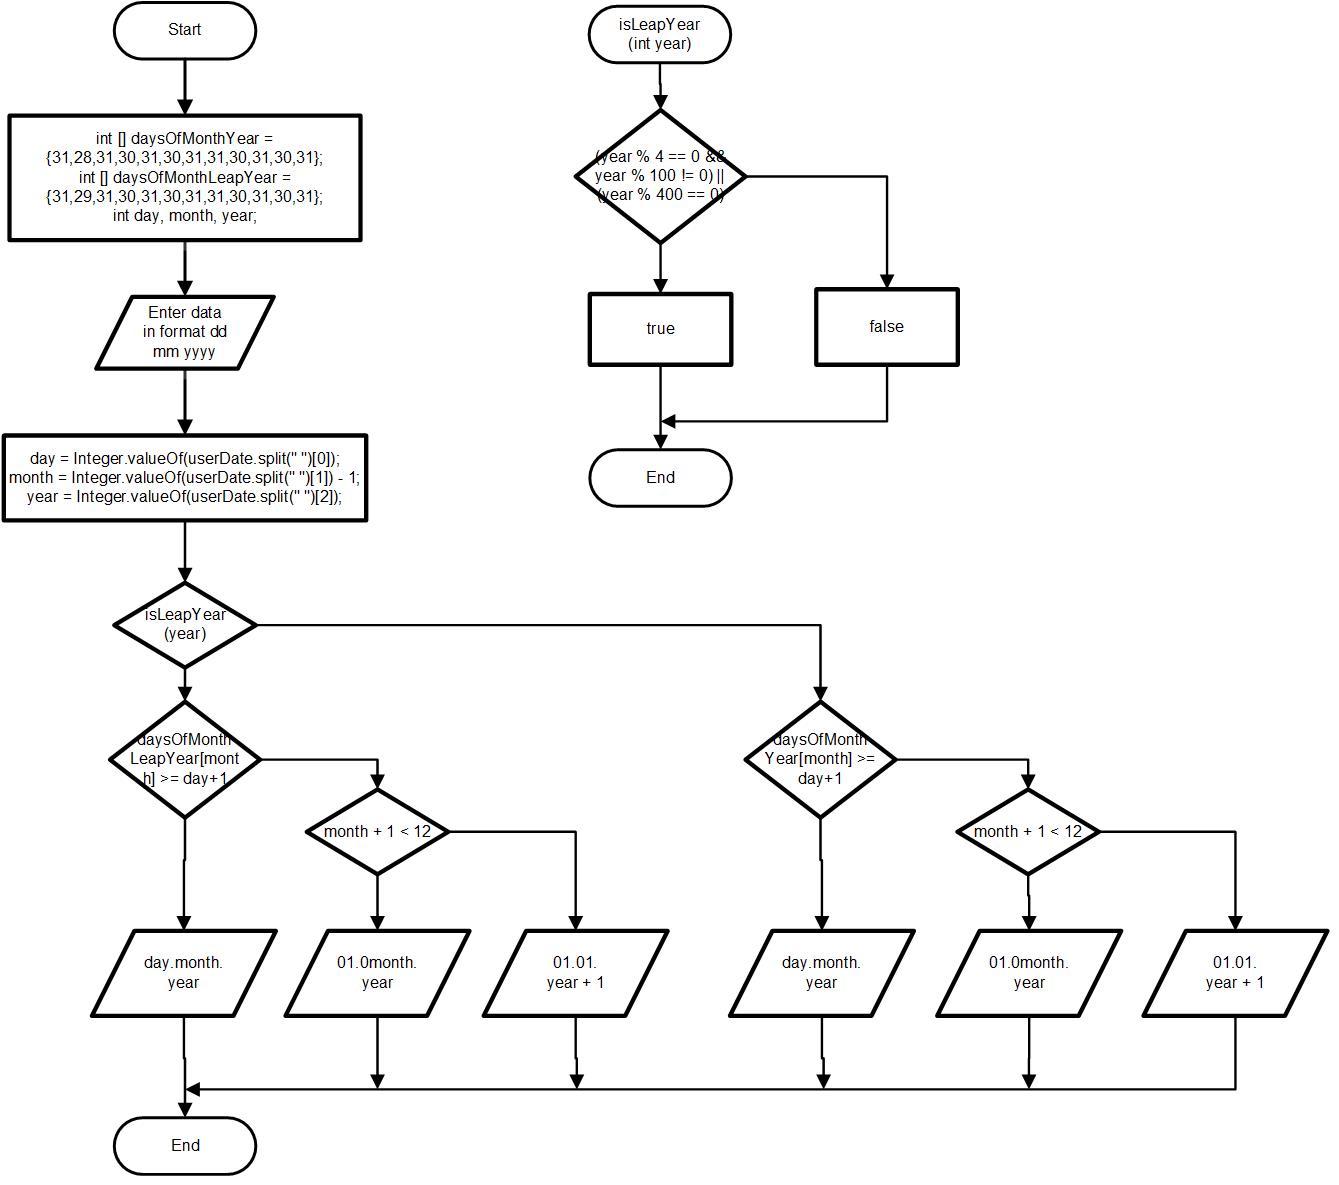 Start
int [] daysOfMonthYear =
{31,28,31,30,31,30,31,31,30,31,30,31};
int [] daysOfMonthLeapYear =
{31,29,31,30,31,30,31,31,30,31,30,31};
int day, month, year;
Enter data
in format dd
mm yyyy
day = Integer.valueOf(userDate.split(" ")[0]);
month = Integer.valueOf(userDate.split(" ")[1]) - 1;
year = Integer.valueOf(userDate.split(" ")[2]);
isLeapYear
(year)
daysOfMonth
LeapYear[mont
h] >= day+1
month + 1 < 12
day.month.
year
01.0month.
year
01.01.
year + 1
daysOfMonth
Year[month] >=
day+1
month + 1 < 12
day.month.
year
01.0month.
year
01.01.
year + 1
End
isLeapYear
(int year)
(year % 4 == 0 &&
year % 100 != 0) ||
(year % 400 == 0)
true
false
End